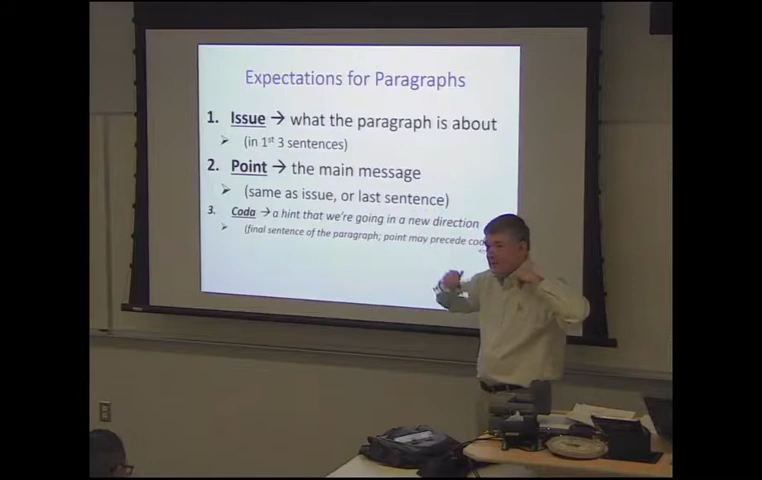 Expectations for Paragraphs
1. Issue → what the paragraph is about
➢ (in 1st 3 sentences)
2. Point → the main message
➢ (same as issue, or last sentence)
3. Coda → a hint that we're going in a new direction
➢ (final sentence of the paragraph; point may precede